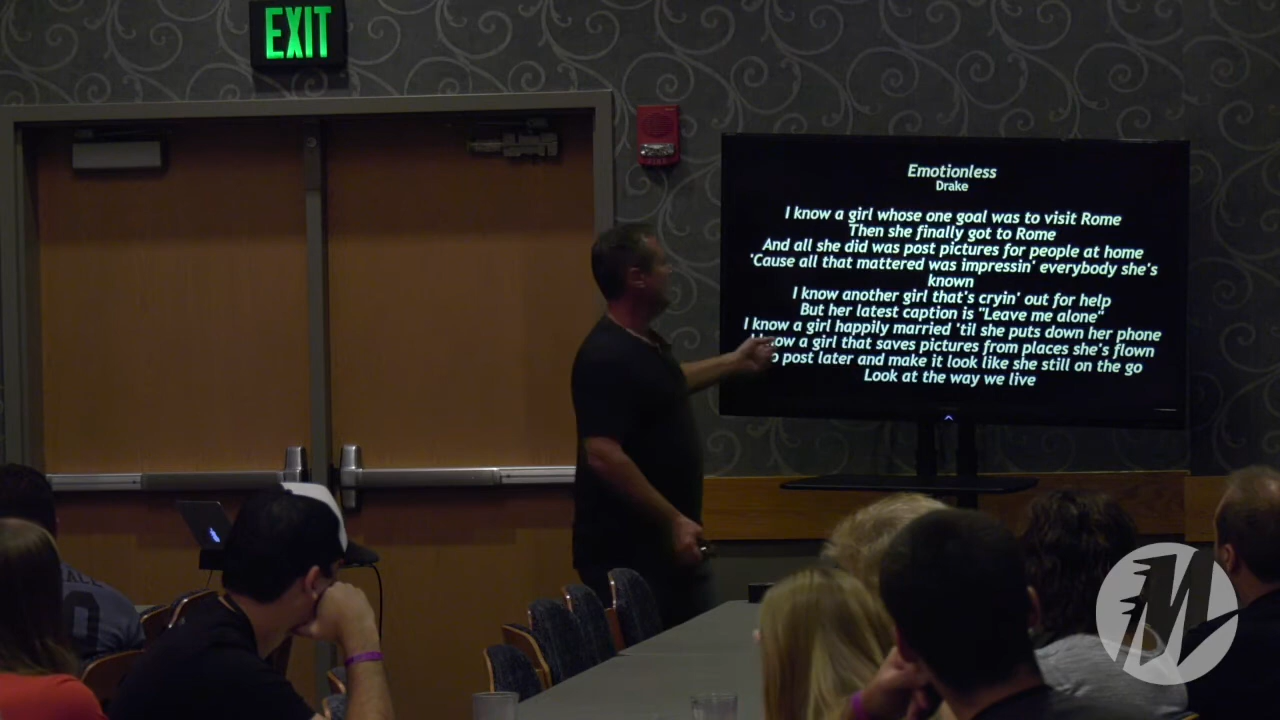 EXIT
Emotionless
Drake
I know a girl whose one goal was to visit Rome
Then she finally got to Rome
And all she did was post pictures for people at home
'Cause all that mattered was impressin' everybody she's
known
I know another girl that's cryin' out for help
But her latest caption is "Leave me alone"
I know a girl happily married 'til she puts down her phone
know a girl that saves pictures from places she's flown
post later and make it look like she still on the go
Look at the way we live
M